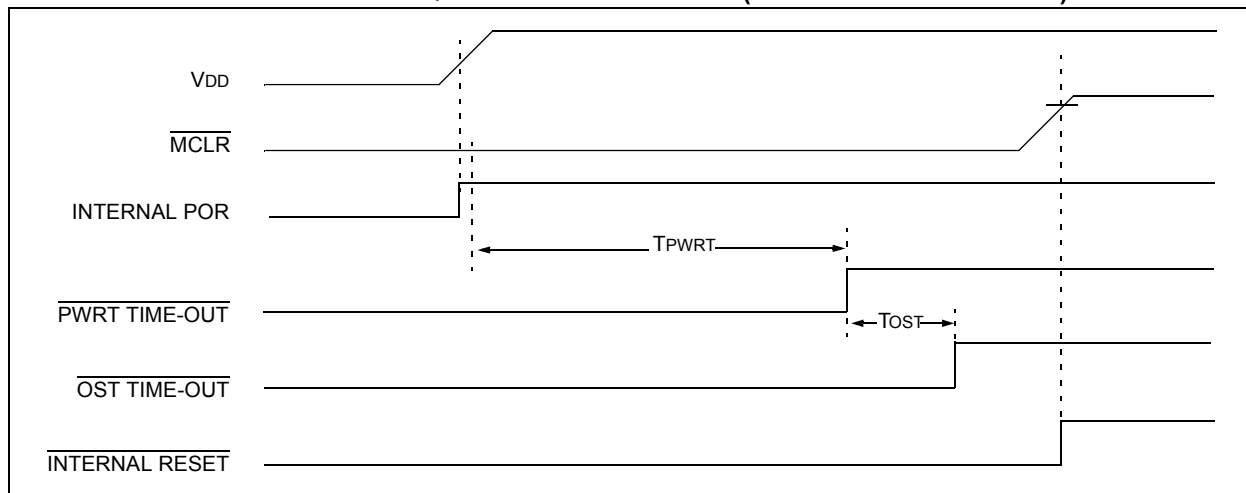 VDD
MCLR
INTERNAL POR
TPWRT
PWRT TIME-OUT
TOST
OST TIME-OUT
INTERNAL RESET